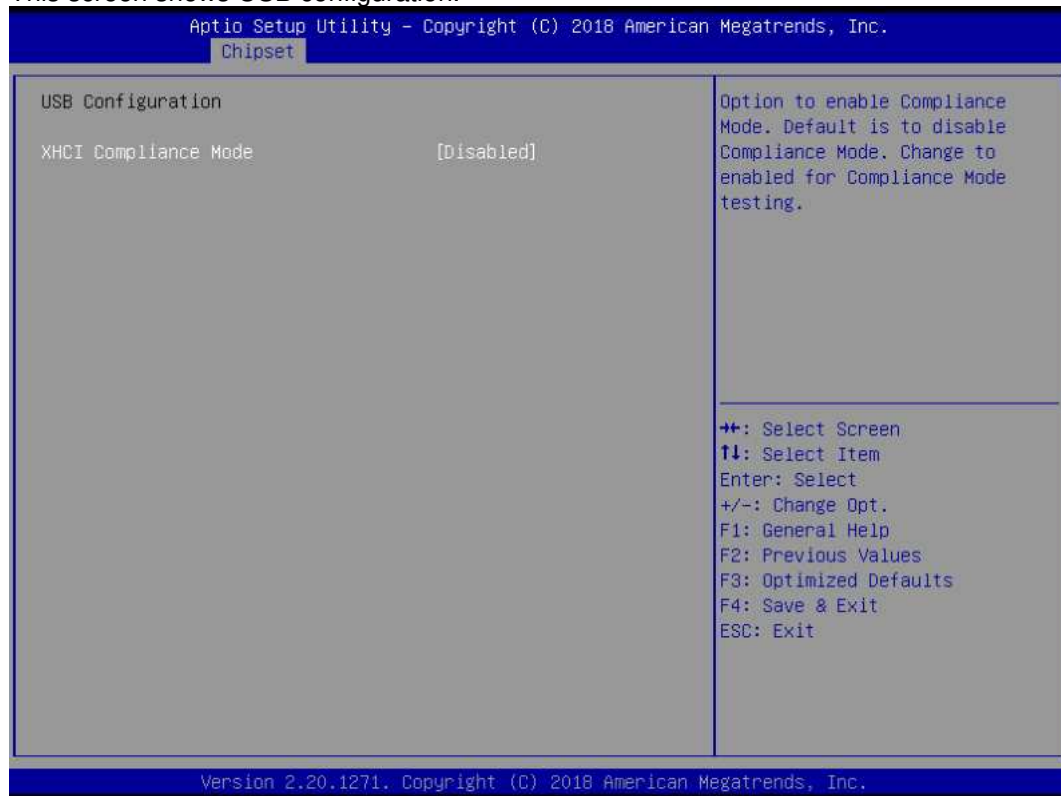 This screen shows USB configuration.
Aptio Setup Utility – Copyright (C) 2018 American Megatrends, Inc.
Chipset
USB Configuration
XHCI Compliance Mode [Disabled]
Option to enable Compliance
Mode. Default is to disable
Compliance Mode. Change to
enabled for Compliance Mode
testing.
→←: Select Screen
↑↓: Select Item
Enter: Select
+/-: Change Opt.
F1: General Help
F2: Previous Values
F3: Optimized Defaults
F4: Save & Exit
ESC: Exit
Version 2.20.1271. Copyright (C) 2018 American Megatrends, Inc.